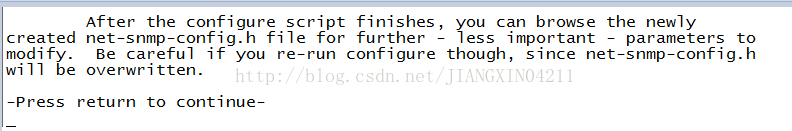 After the configure script finishes, you can browse the newly
created net-snmp-config.h file for further - less important - parameters to
modify.  Be careful if you re-run configure though, since net-snmp-config.h
will be overwritten.
http://blog.csdn.net/JIANGXIN04211
-Press return to continue-